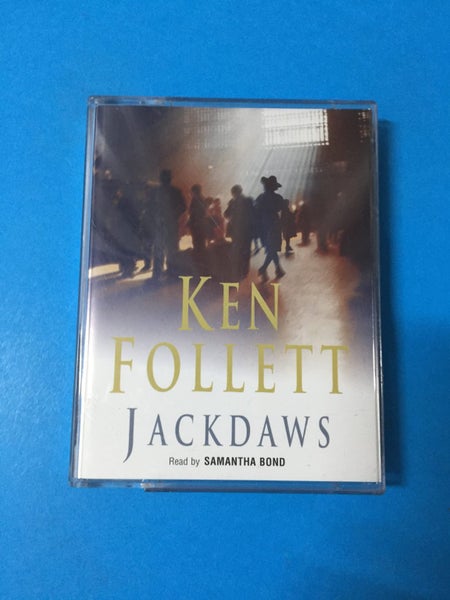 KEN
FOLLETT
JACKDAWS
Read by SAMANTHA BOND